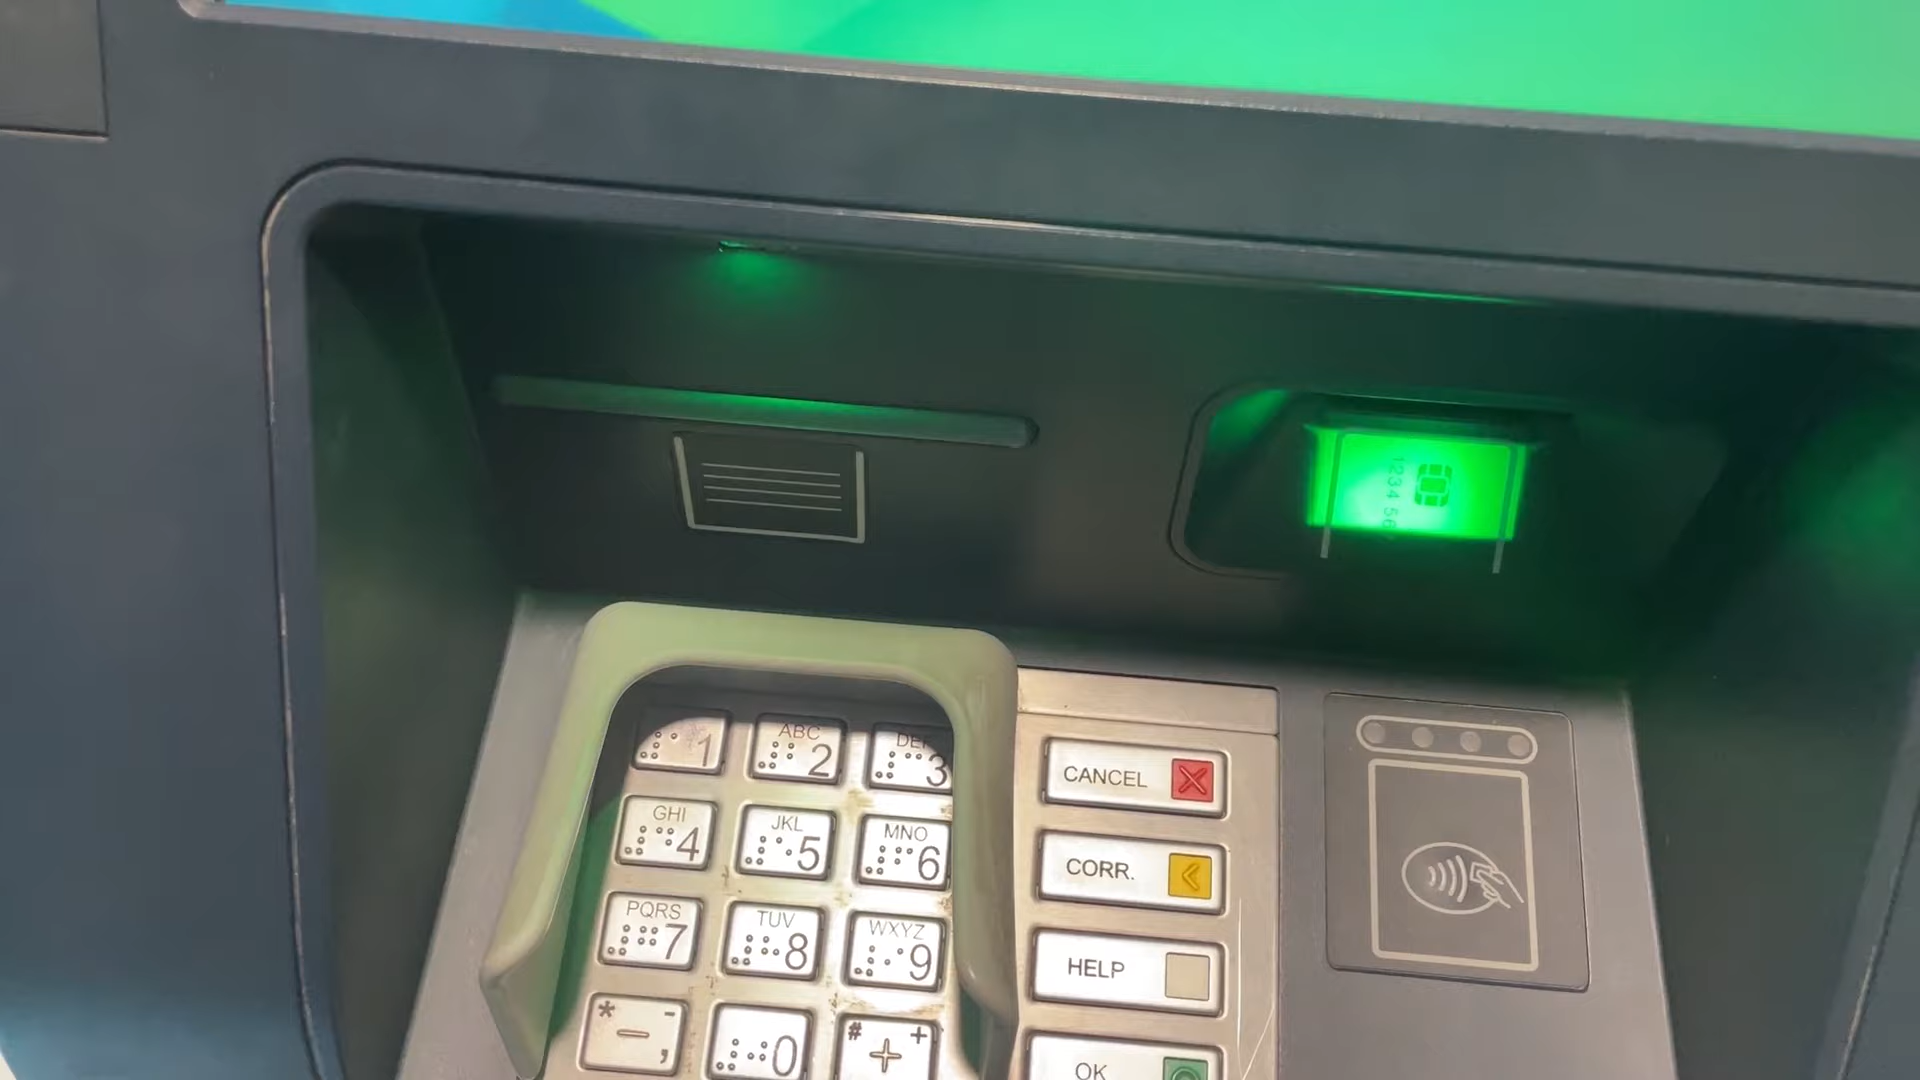 1234 56
1
ABC
2
DEF
3
GHI
4
JKL
5
MNO
6
PQRS
7
TUV
8
WXYZ
9
* - - ,
0
# + +
CANCEL
CORR.
HELP
OK